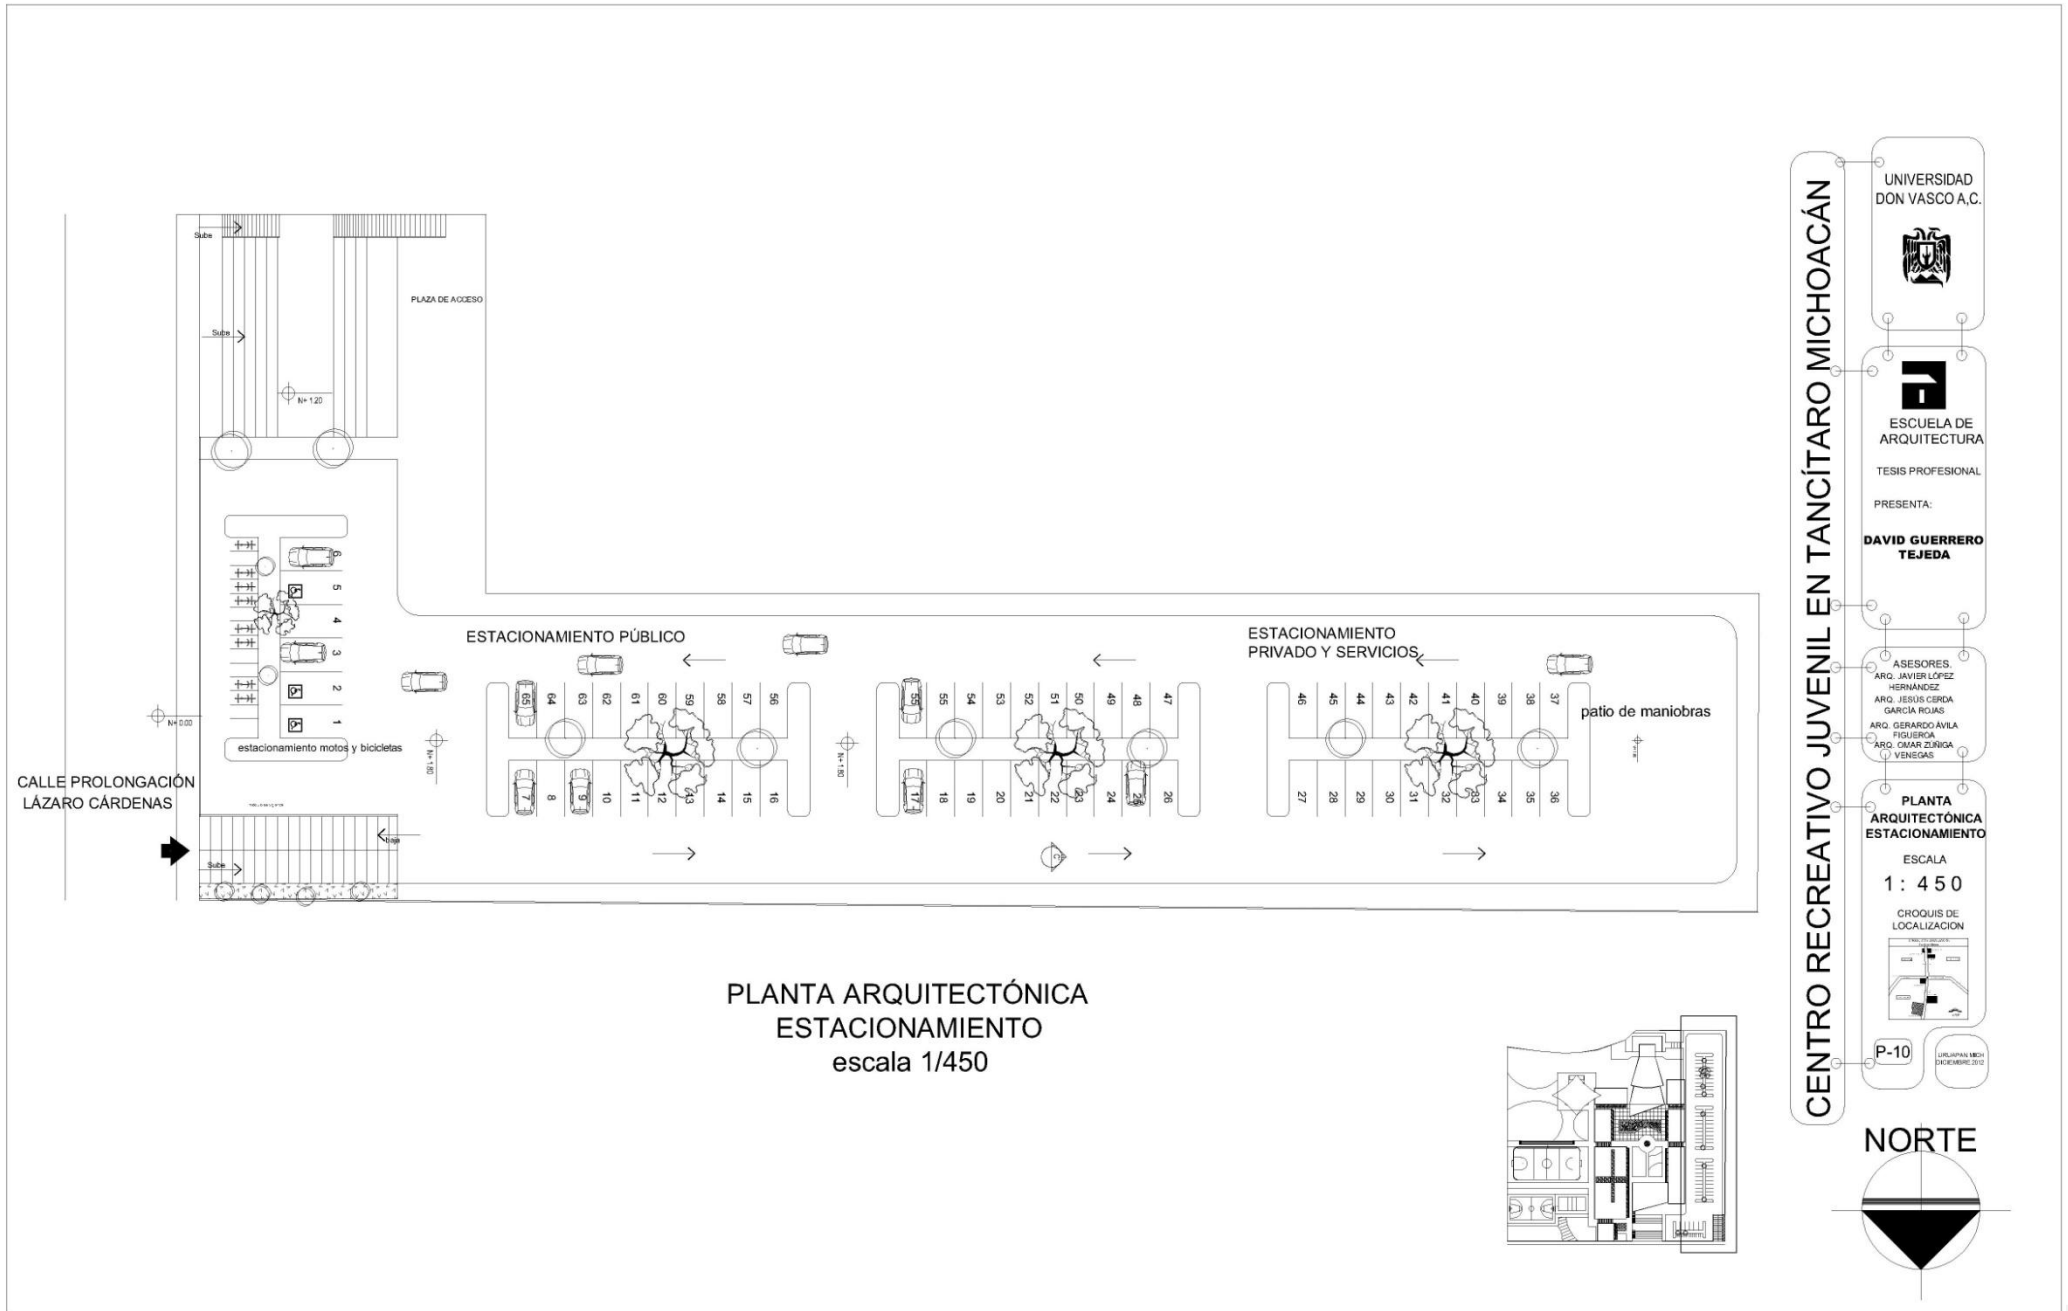 Sube
PLAZA DE ACCESO
Sube
N+ 1.20
6
5
4
3
2
1
estacionamiento motos y bicicletas
N+ 0.00
CALLE PROLONGACIÓN
LÁZARO CÁRDENAS
baja
Sube
N+ 1.80
ESTACIONAMIENTO PÚBLICO
65 64 63 62 61 60 59 58 57 56
7 8 9 10 11 12 13 14 15 16
N+ 1.80
55 55 54 53 52 51 50 49 48 47
17 18 19 20 21 22 23 24 25 26
C
ESTACIONAMIENTO
PRIVADO Y SERVICIOS
46 45 44 43 42 41 40 39 38 37
27 28 29 30 31 32 33 34 35 36
patio de maniobras
PLANTA ARQUITECTÓNICA
ESTACIONAMIENTO
escala 1/450
CENTRO RECREATIVO JUVENIL EN TANCÍTARO MICHOACÁN
UNIVERSIDAD
DON VASCO A,C.
ESCUELA DE
ARQUITECTURA
TESIS PROFESIONAL
PRESENTA:
DAVID GUERRERO
TEJEDA
ASESORES.
ARQ. JAVIER LÓPEZ
HERNÁNDEZ
ARQ. JESÚS CERDA
GARCÍA ROJAS
ARQ. GERARDO ÁVILA
FIGUEROA
ARQ. OMAR ZÚÑIGA
VENEGAS
PLANTA
ARQUITECTÓNICA
ESTACIONAMIENTO
ESCALA
1 : 4 5 0
CROQUIS DE
LOCALIZACION
P-10
URUAPAN MICH
DICIEMBRE 2012
NORTE